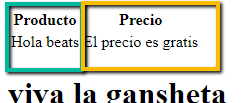 Producto Precio
Hola beats El precio es gratis
viva la gansheta